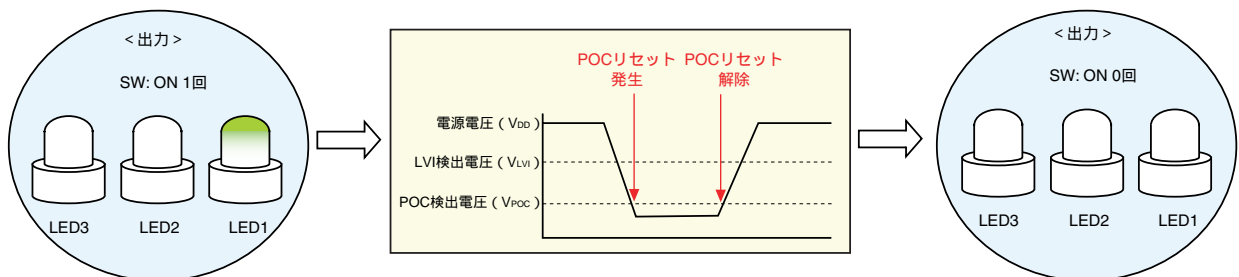 < 出力 >
SW: ON 1回
LED3
LED2
LED1
POCリセット
発生
POCリセット
解除
電源電圧（VDD）
LVI検出電圧（VLVI）
POC検出電圧（VPOC）
< 出力 >
SW: ON 0回
LED3
LED2
LED1